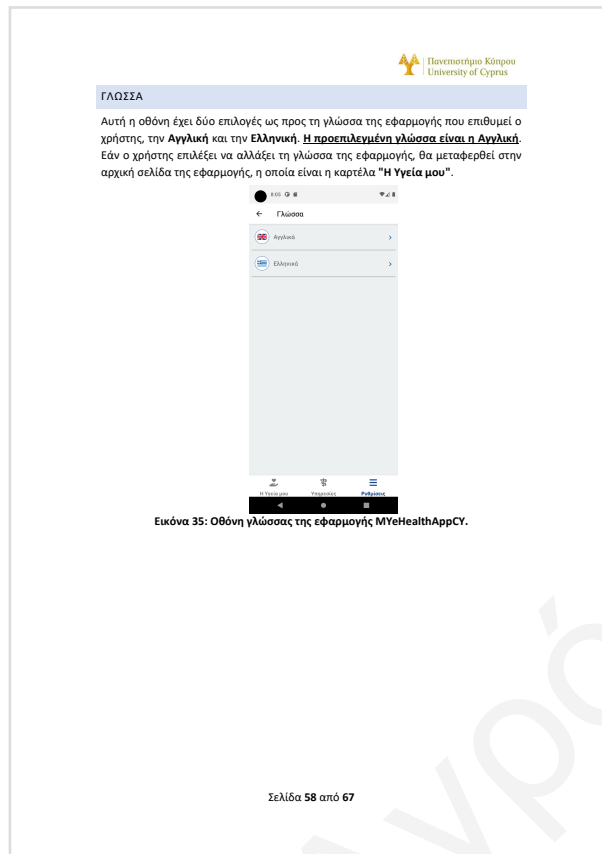 Πανεπιστήμιο Κύπρου
University of Cyprus
ΓΛΩΣΣΑ
Αυτή η οθόνη έχει δύο επιλογές ως προς τη γλώσσα της εφαρμογής που επιθυμεί ο
χρήστης, την Αγγλική και την Ελληνική. Η προεπιλεγμένη γλώσσα είναι η Αγγλική.
Εάν ο χρήστης επιλέξει να αλλάξει τη γλώσσα της εφαρμογής, θα μεταφερθεί στην
αρχική σελίδα της εφαρμογής, η οποία είναι η καρτέλα "Η Υγεία μου".
8:05
Γλώσσα
Αγγλικά
Ελληνικά
Η Υγεία μου Υπηρεσίες Ρυθμίσεις
Εικόνα 35: Οθόνη γλώσσας της εφαρμογής MYeHealthAppCY.
Σελίδα 58 από 67